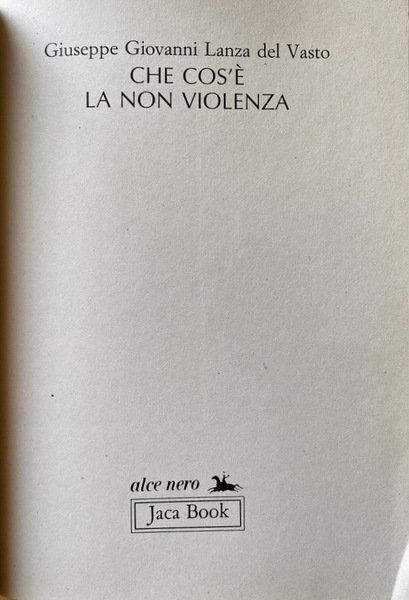 Giuseppe Giovanni Lanza del Vasto
CHE COS'È
LA NON VIOLENZA
alce nero
Jaca Book